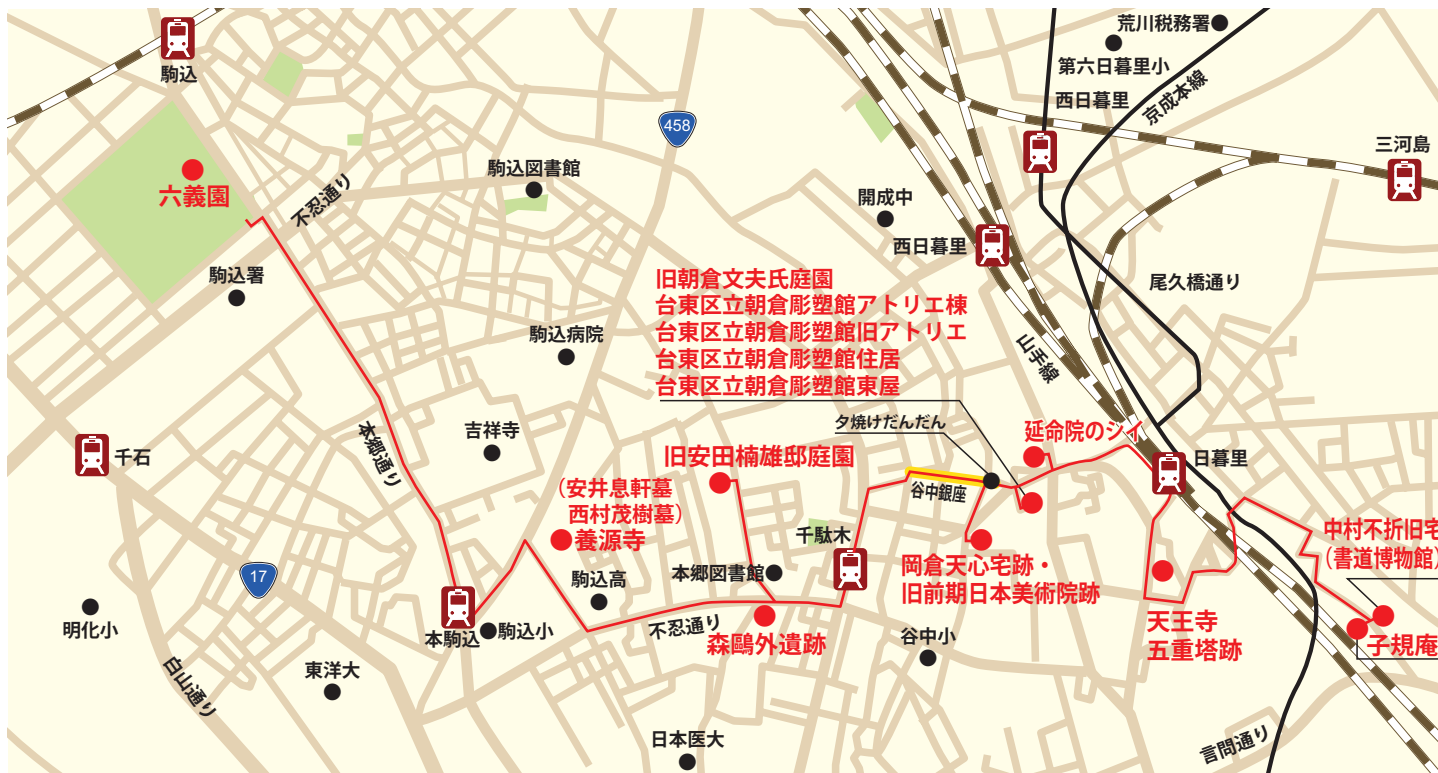 駒込
六義園
不忍通り
駒込署
458
駒込図書館
荒川税務署
第六日暮里小
西日暮里
京成本線
三河島
開成中
西日暮里
尾久橋通り
山手線
旧朝倉文夫氏庭園
台東区立朝倉彫塑館アトリエ棟
台東区立朝倉彫塑館旧アトリエ
台東区立朝倉彫塑館住居
台東区立朝倉彫塑館東屋
駒込病院
夕焼けだんだん
延命院のシイ
日暮里
本郷通り
吉祥寺
千石
旧安田楠雄邸庭園
谷中銀座
(安井息軒墓
西村茂樹墓)
養源寺
千駄木
岡倉天心宅跡・
旧前期日本美術院跡
中村不折旧宅
(書道博物館)
17
明化小
本駒込
駒込小
駒込高
本郷図書館
不忍通り
森鷗外遺跡
谷中小
天王寺
五重塔跡
子規庵
東洋大
白山通り
日本医大
言問通り